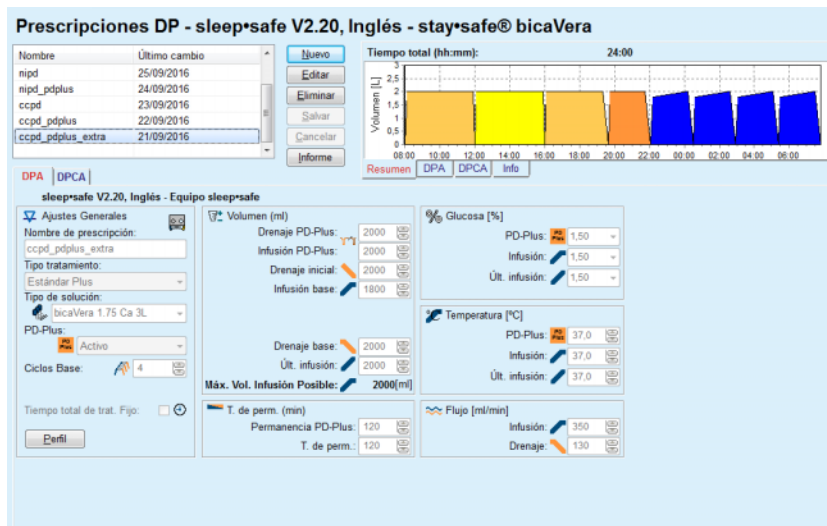 Prescripciones DP - sleep•safe V2.20, Inglés - stay•safe® bicaVera
Nombre Último cambio
nipd 25/09/2016
nipd_pdplus 24/09/2016
ccpd 23/09/2016
ccpd_pdplus 22/09/2016
ccpd_pdplus_extra 21/09/2016
Nuevo
Editar
Eliminar
Salvar
Cancelar
Informe
Tiempo total (hh:mm): 24:00
Volumen [L]
3
2,5
2
1,5
1
0,5
08:00 10:00 12:00 14:00 16:00 18:00 20:00 22:00 00:00 02:00 04:00 06:00
Resumen DPA DPCA Info
DPA DPCA
sleep•safe V2.20, Inglés - Equipo sleep•safe
Ajustes Generales
Nombre de prescripción:
ccpd_pdplus_extra
Tipo tratamiento:
Estándar Plus
Tipo de solución:
bicaVera 1.75 Ca 3L
PD-Plus:
PD Plus Activo
Ciclos Base: 4
Tiempo total de trat. Fijo:
Perfil
Volumen (ml)
Drenaje PD-Plus: 2000
Infusión PD-Plus: 2000
Drenaje inicial: 2000
Infusión base: 1800
Drenaje base: 2000
Últ. infusión: 2000
Máx. Vol. Infusión Posible: 2000[ml]
T. de perm. (min)
Permanencia PD-Plus: 120
T. de perm.: 120
Glucosa [%]
PD-Plus: PD Plus 1,50
Infusión: 1,50
Últ. infusión: 1,50
Temperatura [ºC]
PD-Plus: PD Plus 37,0
Infusión: 37,0
Últ. infusión: 37,0
Flujo [ml/min]
Infusión: 350
Drenaje: 130